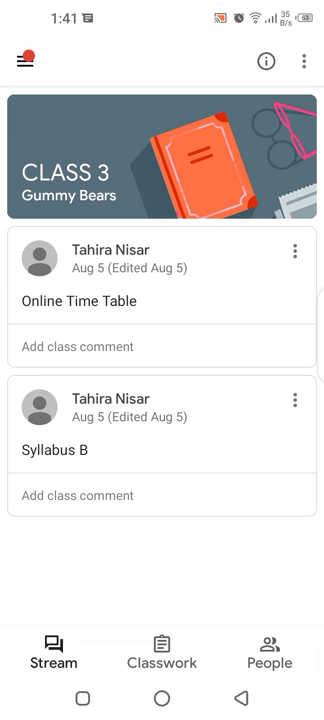 1:41
35
B/s
CLASS 3
Gummy Bears
Tahira Nisar
Aug 5 (Edited Aug 5)
Online Time Table
Add class comment
Tahira Nisar
Aug 5 (Edited Aug 5)
Syllabus B
Add class comment
Stream Classwork People